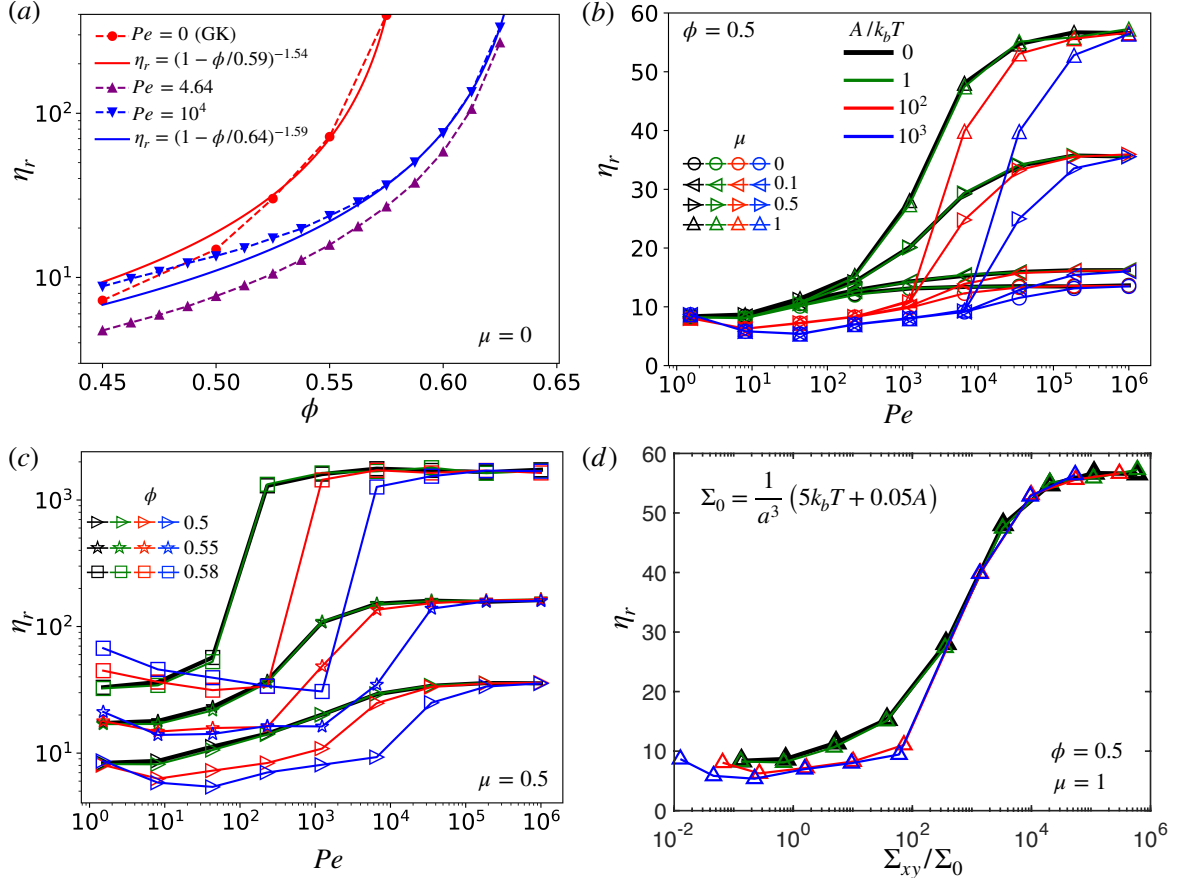 (a)
Pe = 0 (GK)
η_r = (1 − ϕ/0.59)^−1.54
Pe = 4.64
Pe = 10^4
η_r = (1 − ϕ/0.64)^−1.59
η_r
10^2
10^1
μ = 0
0.45 0.50 0.55 0.60 0.65
ϕ
(b)
ϕ = 0.5
A/k_bT
0
1
10^2
10^3
μ
0
0.1
0.5
1
η_r
60
50
40
30
20
10
0
10^0 10^1 10^2 10^3 10^4 10^5 10^6
Pe
(c)
ϕ
0.5
0.55
0.58
η_r
10^3
10^2
10^1
μ = 0.5
10^0 10^1 10^2 10^3 10^4 10^5 10^6
Pe
(d)
Σ_0 = 1/a^3 (5k_bT + 0.05A)
η_r
60
50
40
30
20
10
0
ϕ = 0.5
μ = 1
10^−2 10^0 10^2 10^4 10^6
Σ_xy/Σ_0